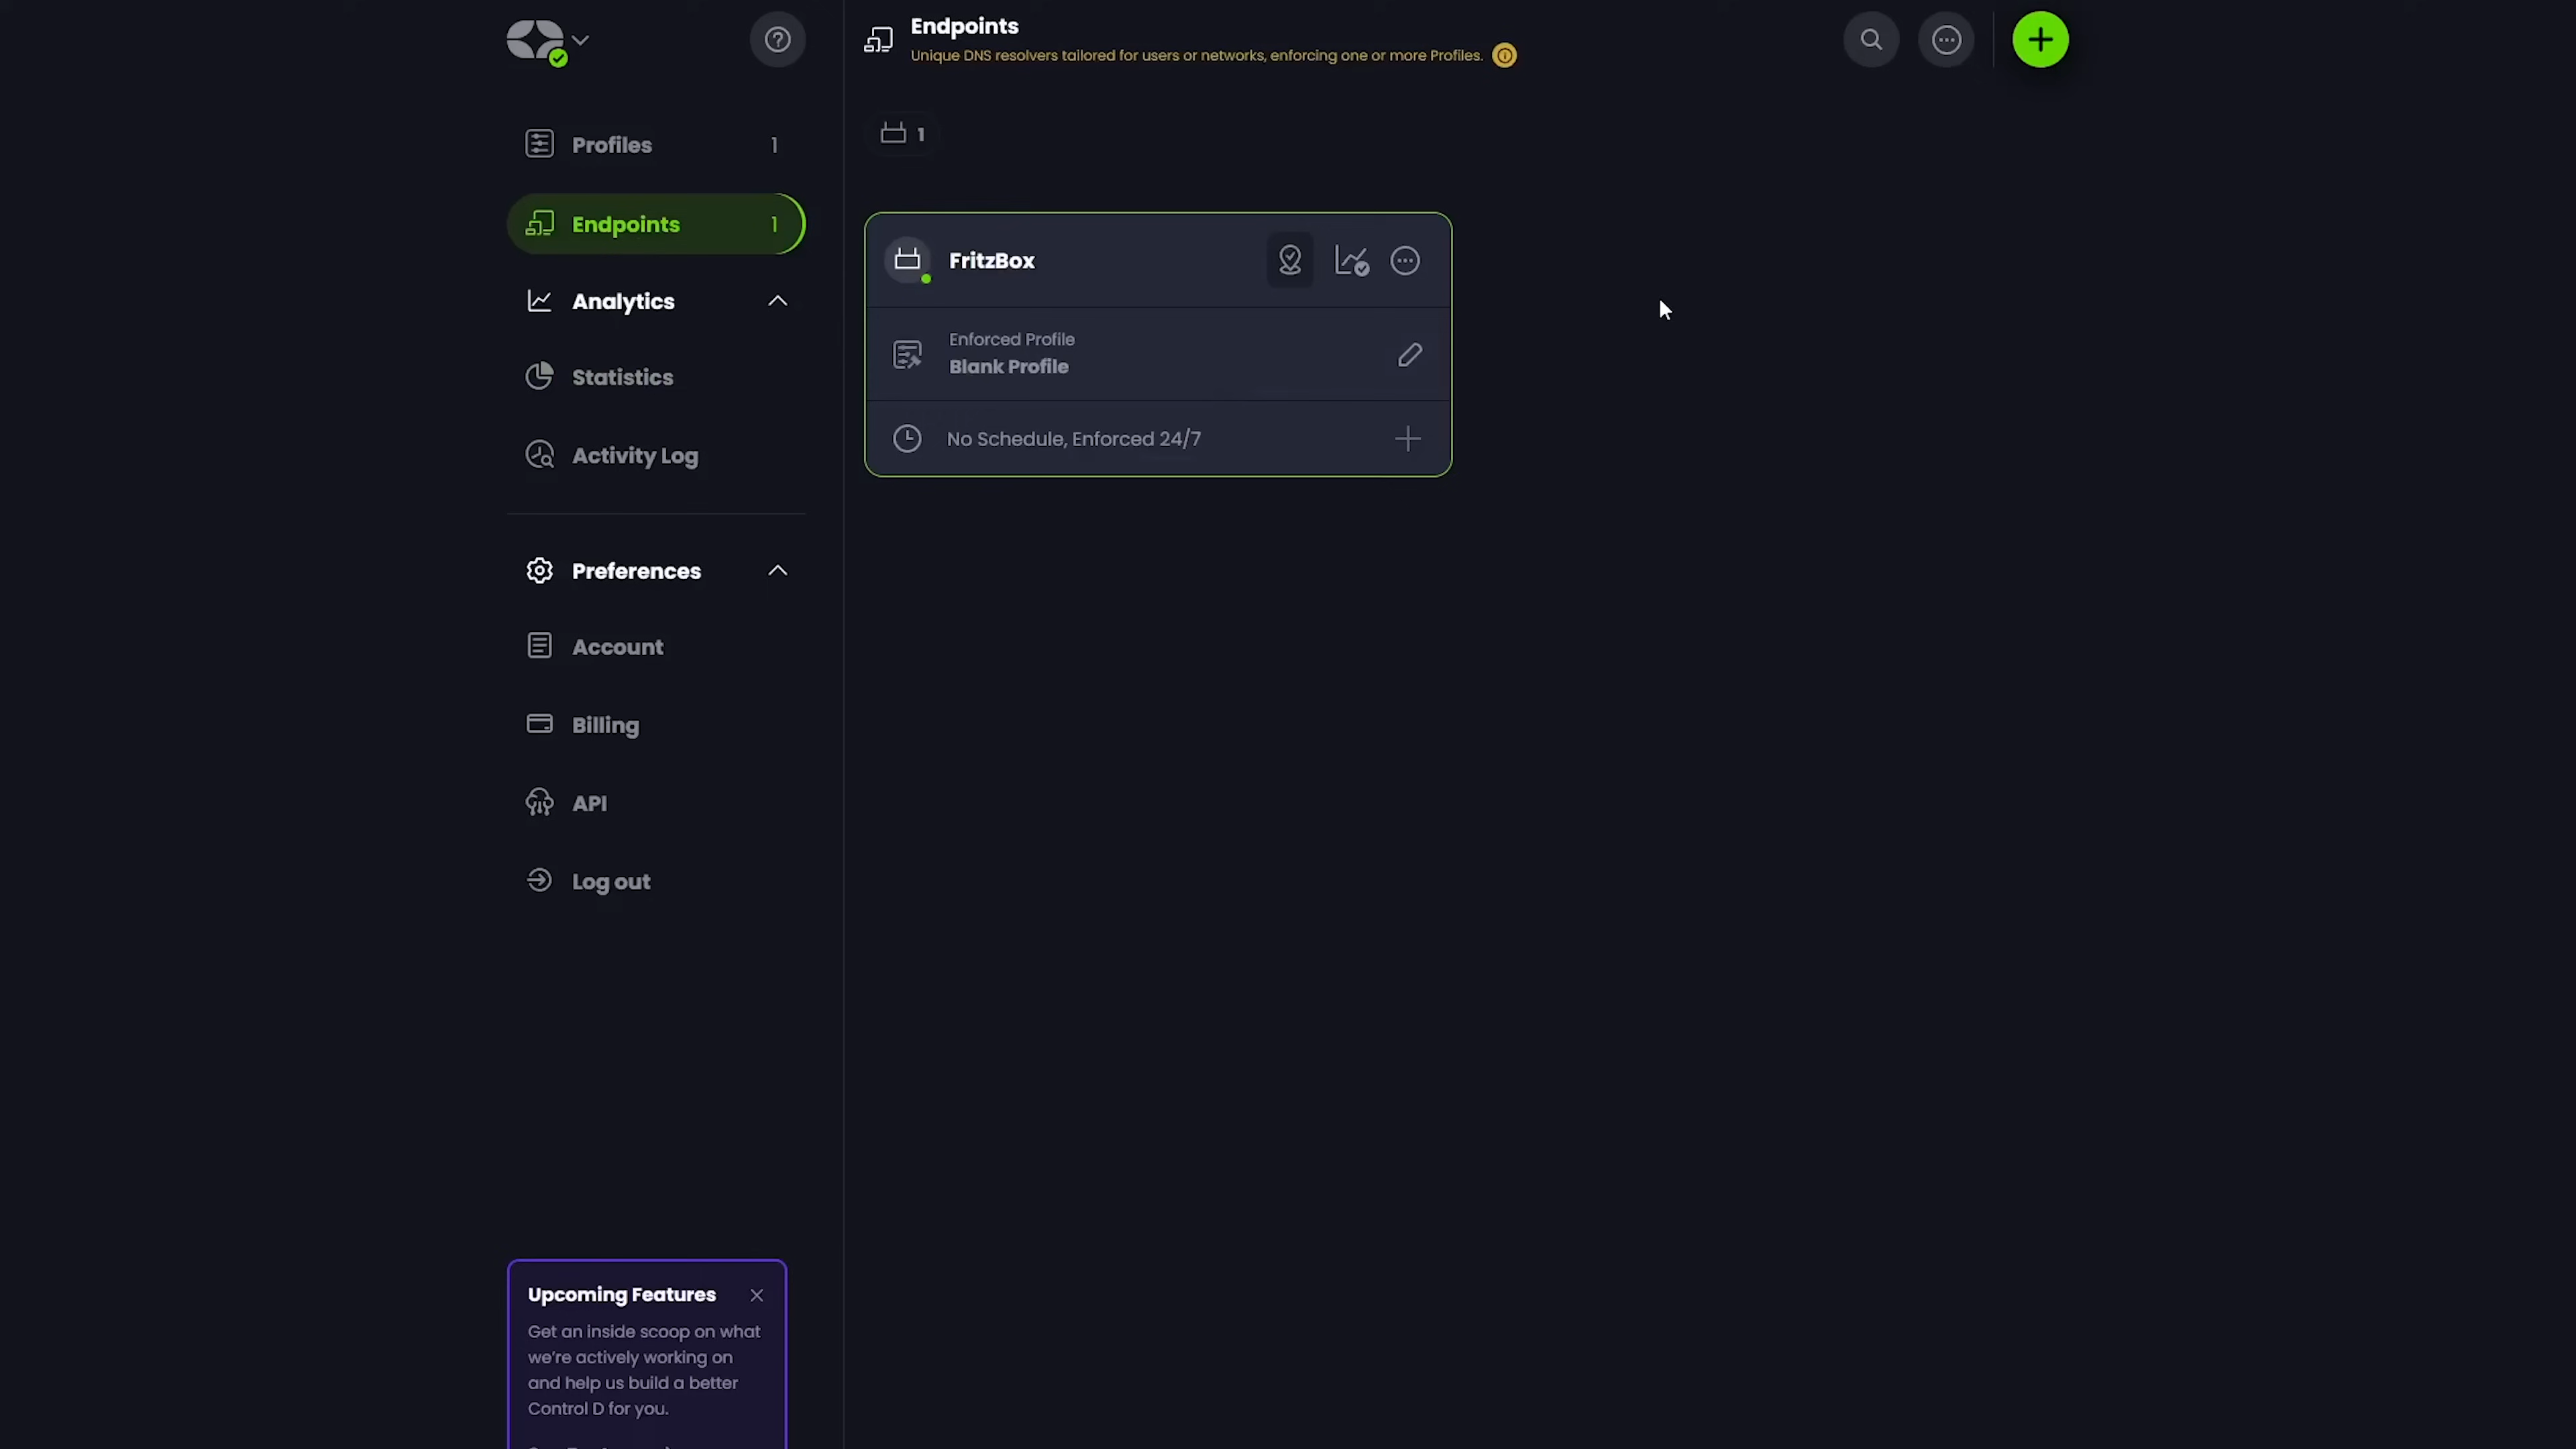 Profiles 1
Endpoints 1
Analytics
Statistics
Activity Log
Preferences
Account
Billing
API
Log out
Upcoming Features
Get an inside scoop on what
we're actively working on
and help us build a better
Control D for you.
Endpoints
Unique DNS resolvers tailored for users or networks, enforcing one or more Profiles.
1
FritzBox
Enforced Profile
Blank Profile
No Schedule, Enforced 24/7